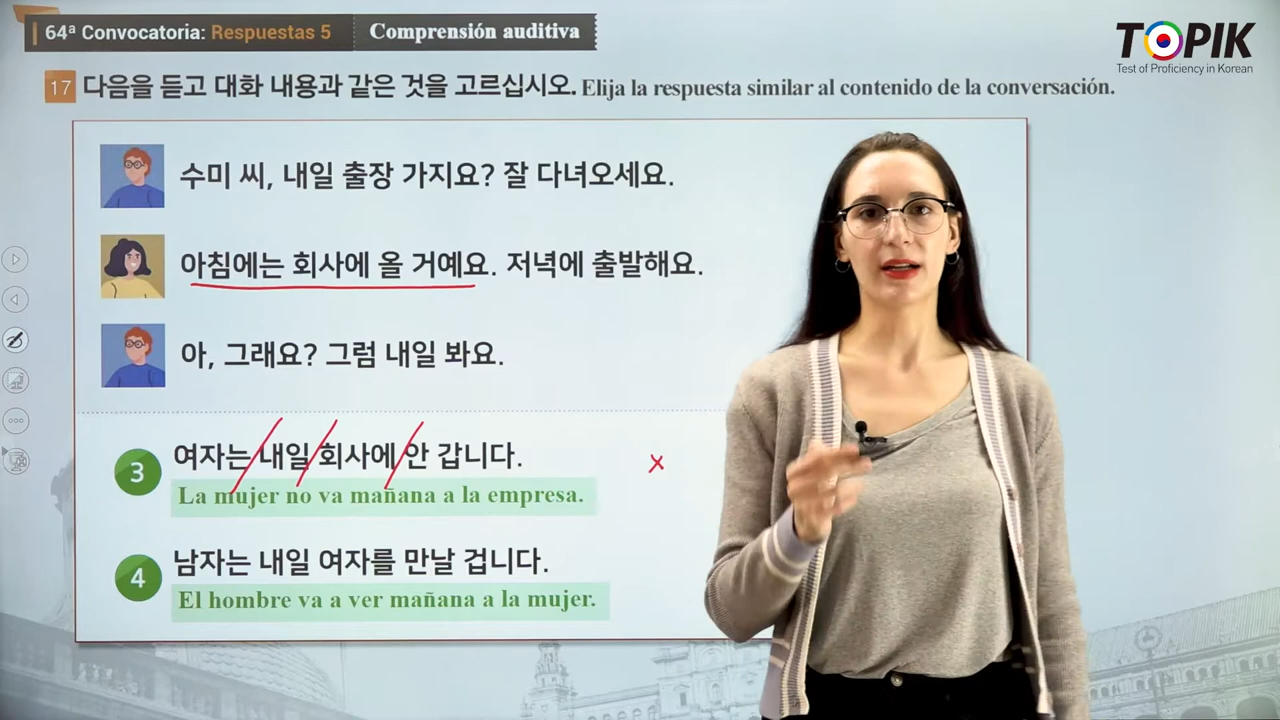 64ª Convocatoria: Respuestas 5 Comprensión auditiva
TOPIK
Test of Proficiency in Korean
17 다음을 듣고 대화 내용과 같은 것을 고르십시오. Elija la respuesta similar al contenido de la conversación.
수미 씨, 내일 출장 가지요? 잘 다녀오세요.
아침에는 회사에 올 거예요. 저녁에 출발해요.
아, 그래요? 그럼 내일 봐요.
3 여자는 내일 회사에 안 갑니다.
La mujer no va mañana a la empresa.
4 남자는 내일 여자를 만날 겁니다.
El hombre va a ver mañana a la mujer.